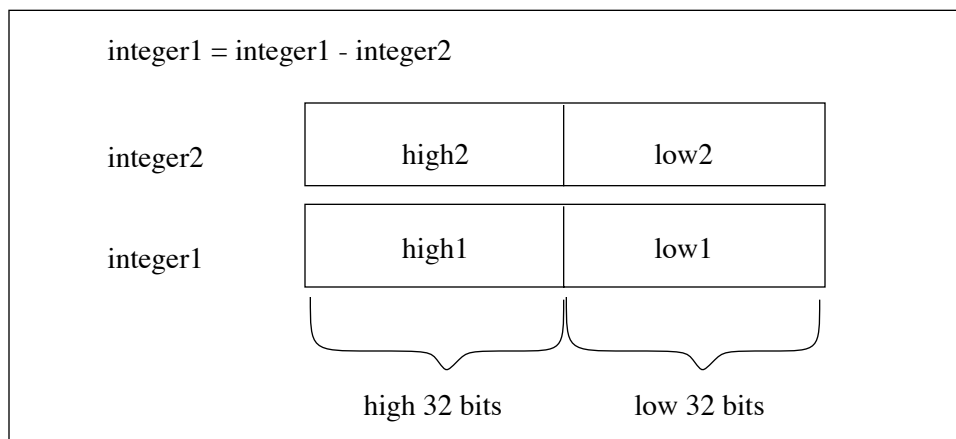 integer1 = integer1 - integer2
integer2 high2 low2
integer1 high1 low1
high 32 bits low 32 bits